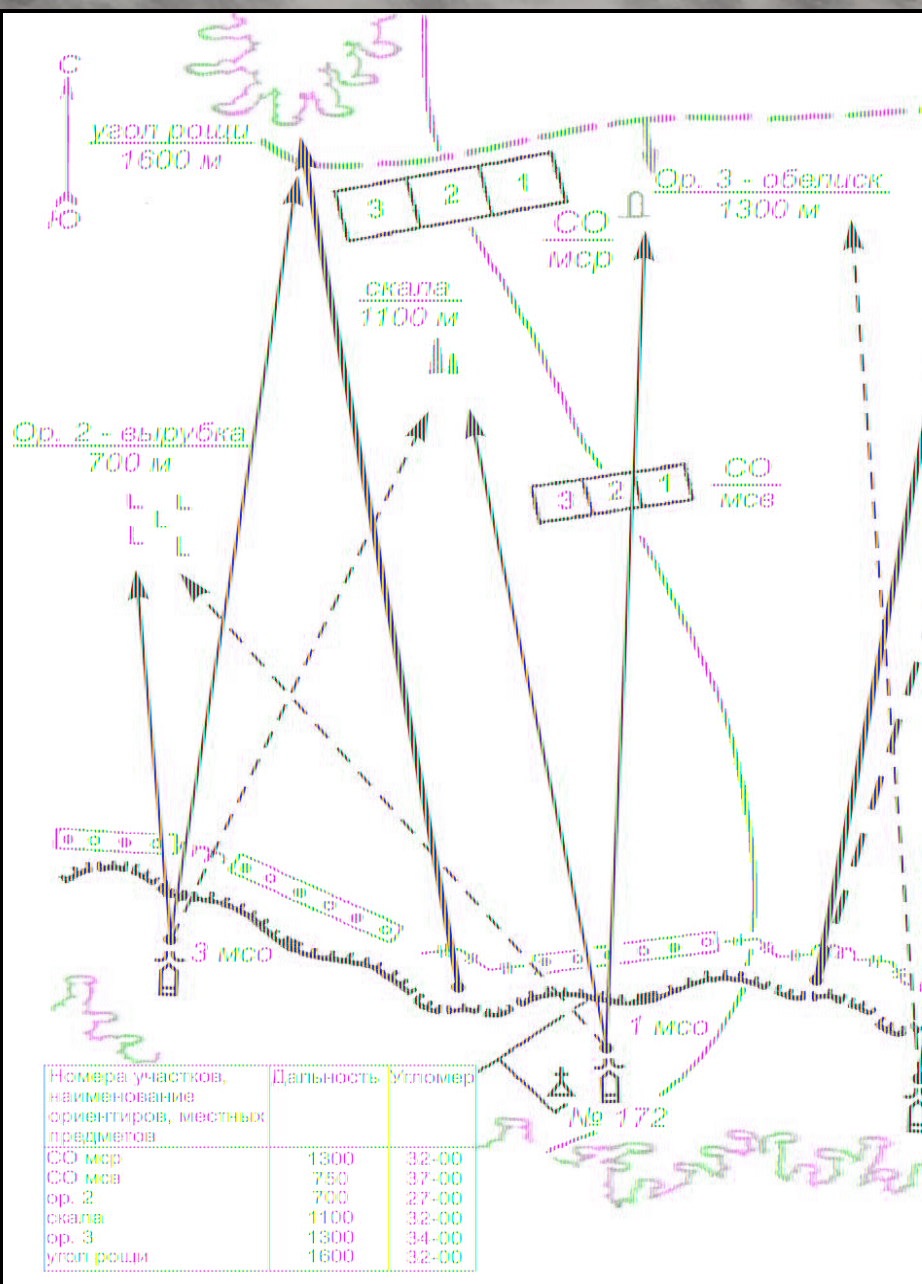 С
Ю
угол рощи
1600 м
3 2 1
СО
мср
Ор. 3 - обелиск
1300 м
скала
1100 м
Ор. 2 - вырубка
700 м
3 2 1
СО
мсв
3 мсо
1 мсо
№ 172
Номера участков, Дальность Угломер
наименование
ориентиров, местных
предметов
СО мср 1300 32-00
СО мсв 750 37-00
ор. 2 700 27-00
скала 1100 32-00
ор. 3 1300 34-00
угол рощи 1600 32-00